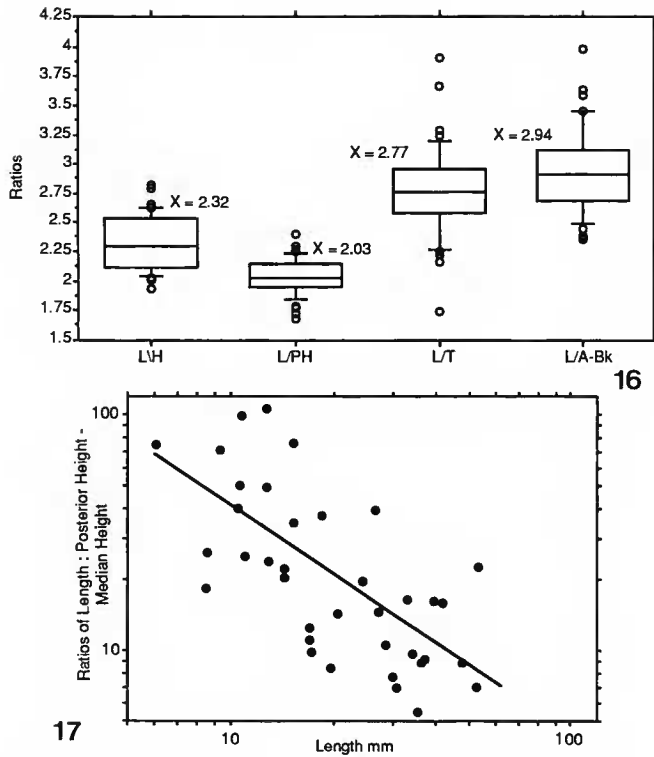 4.25
4
3.75
3.5
3.25
3
2.75
2.5
2.25
2
1.75
1.5
Ratios
X = 2.32
X = 2.03
X = 2.77
X = 2.94
L\H
L/PH
L/T
L/A-Bk
16
100
10
Ratios of Length : Posterior Height -
Median Height
10
100
Length mm
17